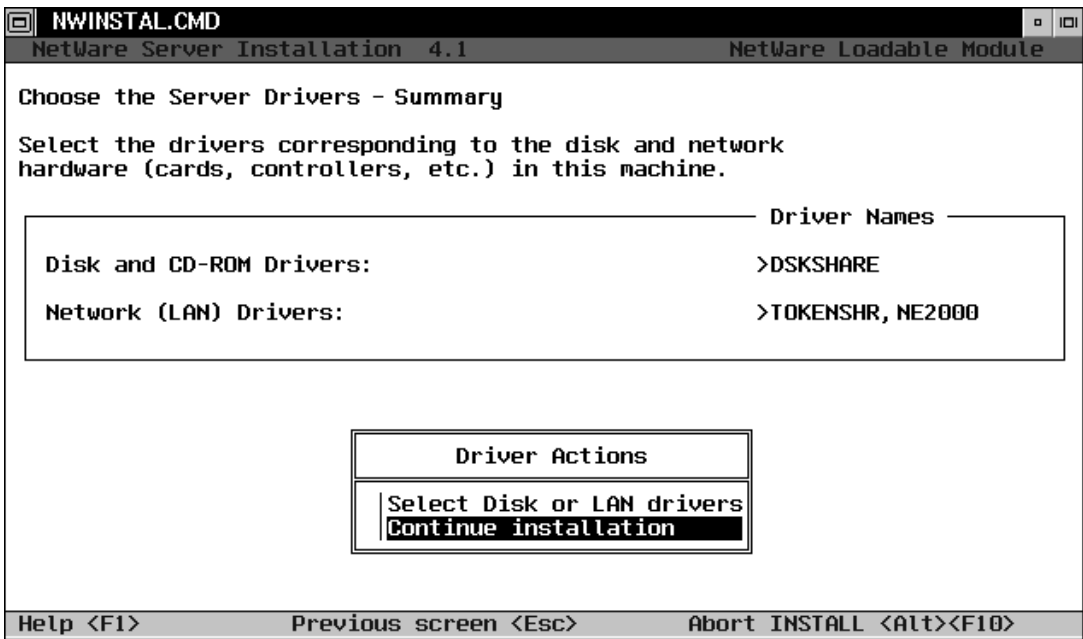 NWINSTAL.CMD
NetWare Server Installation 4.1 NetWare Loadable Module
Choose the Server Drivers - Summary
Select the drivers corresponding to the disk and network
hardware (cards, controllers, etc.) in this machine.
Driver Names
Disk and CD-ROM Drivers: >DSKSHARE
Network (LAN) Drivers: >TOKENSHR, NE2000
Driver Actions
Select Disk or LAN drivers
Continue installation
Help <F1> Previous screen <Esc> Abort INSTALL <Alt><F10>